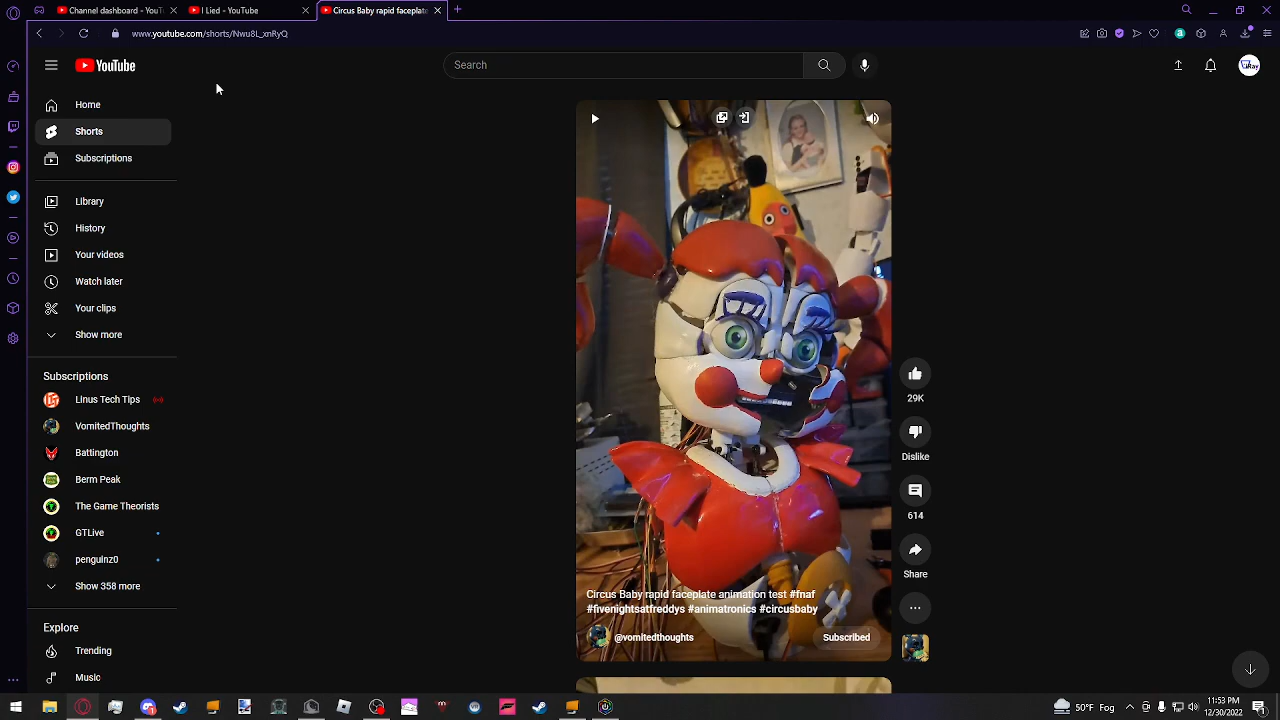 Channel dashboard - YouTu
I Lied - YouTube
Circus Baby rapid faceplate
www.youtube.com/shorts/Nwu8L_xnRyQ
YouTube
Search
Home
Shorts
Subscriptions
Library
History
Your videos
Watch later
Your clips
Show more
Subscriptions
Linus Tech Tips
VomitedThoughts
Battington
Berm Peak
The Game Theorists
GTLive
penguinz0
Show 358 more
Explore
Trending
Music
29K
Dislike
614
Share
Circus Baby rapid faceplate animation test #fnaf
#fivenightsatfreddys #animatronics #circusbaby
@vomitedthoughts
Subscribed
50°F Fog
11:53 PM
12/30/2022